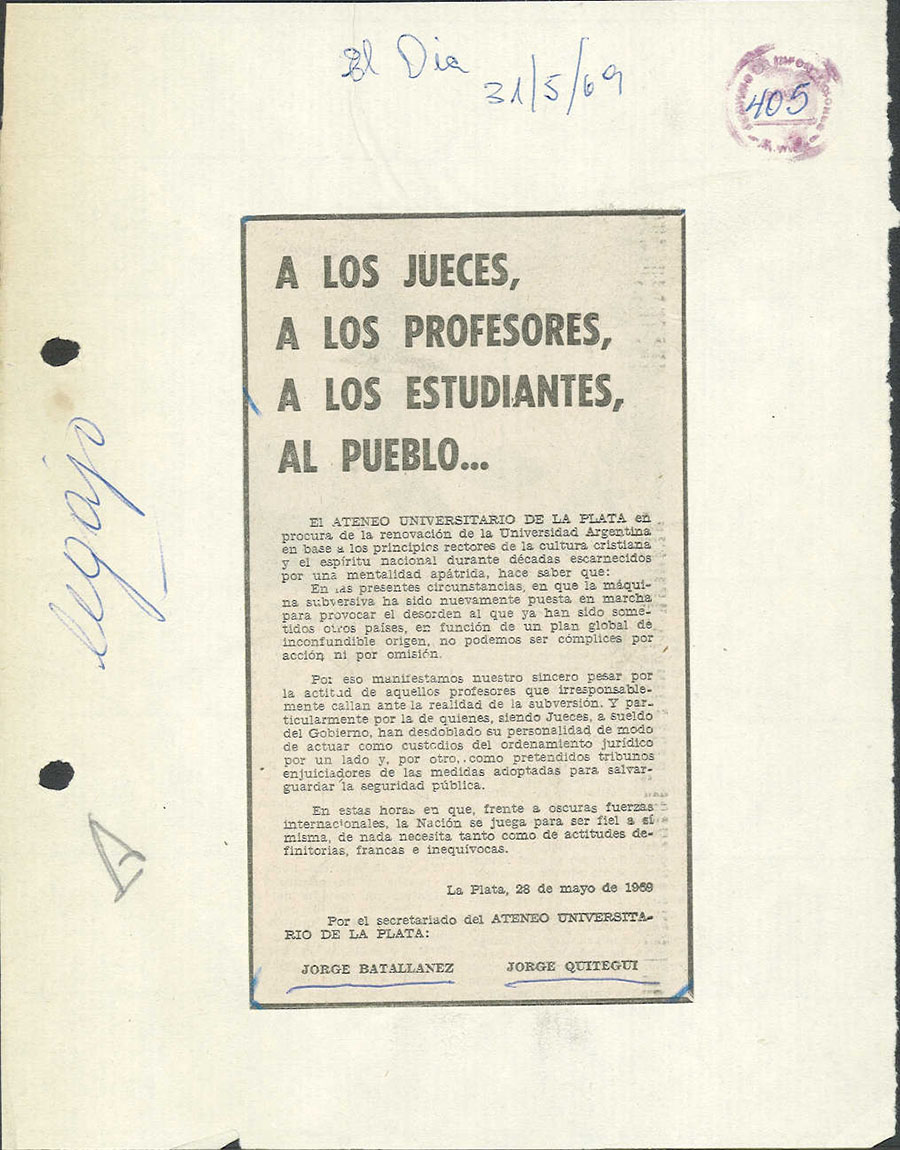 El Dia
31/5/69
405
legajo
A
A LOS JUECES,
A LOS PROFESORES,
A LOS ESTUDIANTES,
AL PUEBLO...
El ATENEO UNIVERSITARIO DE LA PLATA en
procura de la renovación de la Universidad Argentina
en base a los principios rectores de la cultura cristiana
y el espíritu nacional durante décadas escarnecidos
por una mentalidad apátrida, hace saber que:
En las presentes circunstancias, en que la máqui-
na subversiva ha sido nuevamente puesta en marcha
para provocar el desorden al que ya han sido some-
tidos otros países, en función de un plan global de
inconfundible origen, no podemos ser cómplices por
acción ni por omisión.
Por eso manifestamos nuestro sincero pesar por
la actitud de aquellos profesores que irresponsable-
mente callan ante la realidad de la subversión. Y par-
ticularmente por la de quienes, siendo Jueces, a sueldo
del Gobierno, han desdoblado su personalidad de modo
de actuar como custodios del ordenamiento jurídico
por un lado y, por otro, como pretendidos tribunos
enjuiciadores de las medidas adoptadas para salva-
guardar la seguridad pública.
En estas horas en que, frente a oscuras fuerzas
internacionales, la Nación se juega para ser fiel a sí
misma, de nada necesita tanto como de actitudes de-
finitorias, francas e inequívocas.
La Plata, 28 de mayo de 1969
Por el secretariado del ATENEO UNIVERSITA-
RIO DE LA PLATA:
JORGE BATALLANEZ JORGE QUITEGUI